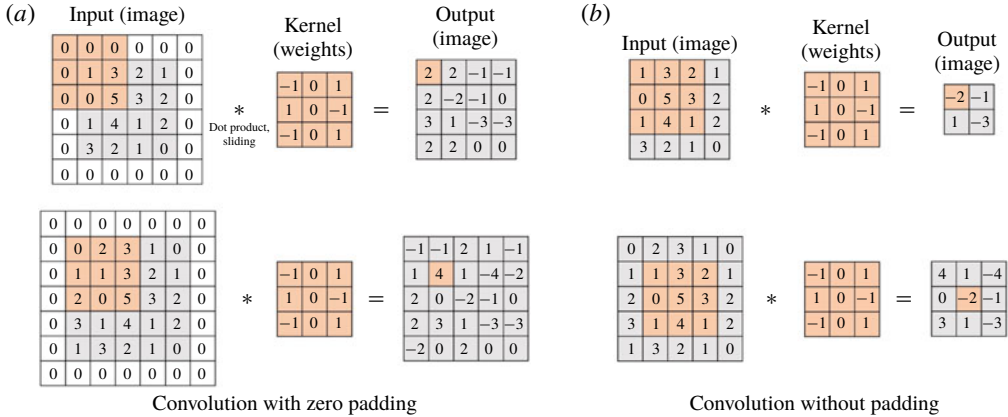 (a) Input (image) Kernel (weights) Output (image)
0 0 0 0 0 0
0 1 3 2 1 0
0 0 5 3 2 0
0 1 4 1 2 0
0 3 2 1 0 0
0 0 0 0 0 0
*
Dot product, sliding
−1 0 1
1 0 −1
−1 0 1
=
2 2 −1 −1
2 −2 −1 0
3 1 −3 −3
2 2 0 0
0 0 0 0 0 0 0
0 0 2 3 1 0 0
0 1 1 3 2 1 0
0 2 0 5 3 2 0
0 3 1 4 1 2 0
0 1 3 2 1 0 0
0 0 0 0 0 0 0
*
−1 0 1
1 0 −1
−1 0 1
=
−1 −1 2 1 −1
1 4 1 −4 −2
2 0 −2 −1 0
2 3 1 −3 −3
−2 0 2 0 0
Convolution with zero padding
(b) Input (image) Kernel (weights) Output (image)
1 3 2 1
0 5 3 2
1 4 1 2
3 2 1 0
*
−1 0 1
1 0 −1
−1 0 1
=
−2 −1
1 −3
0 2 3 1 0
1 1 3 2 1
2 0 5 3 2
3 1 4 1 2
1 3 2 1 0
*
−1 0 1
1 0 −1
−1 0 1
=
4 1 −4
0 −2 −1
3 1 −3
Convolution without padding